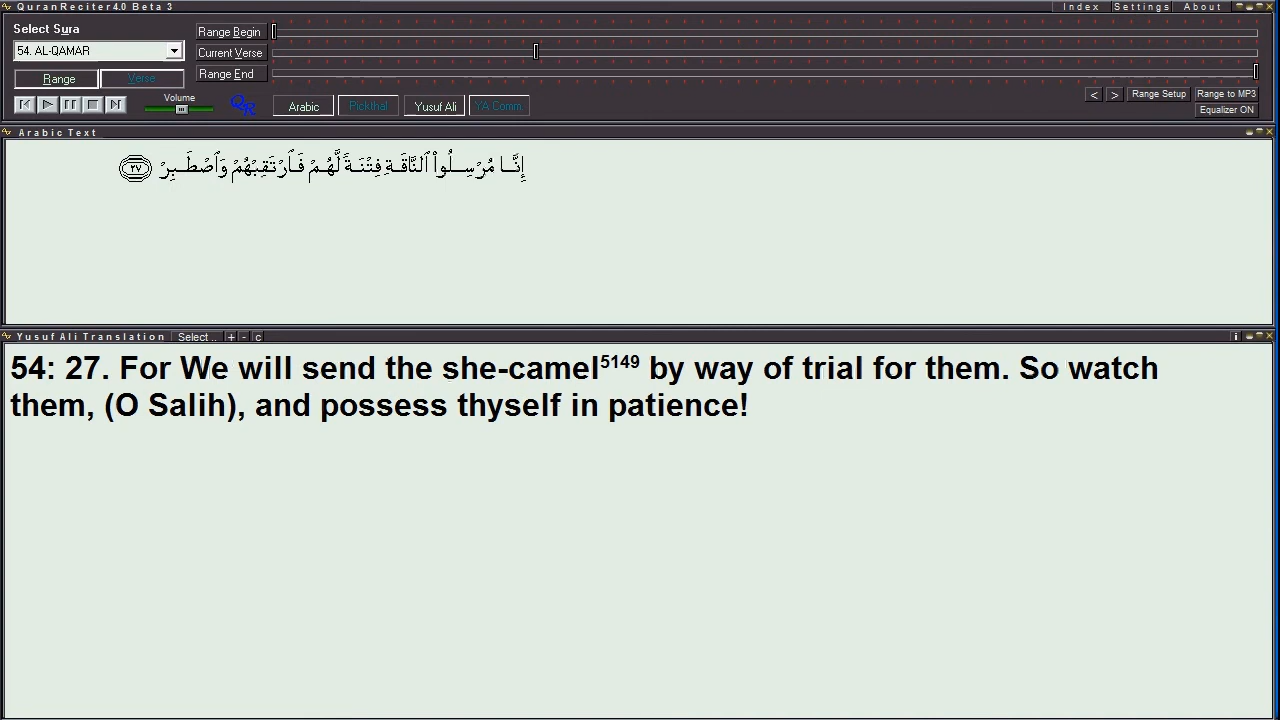 QuranReciter4.0 Beta 3
Index Settings About
Select Sura
54. AL-QAMAR
Range Verse
Volume
Range Begin
Current Verse
Range End
Arabic Pickthal Yusuf Ali YA Comm.
< > Range Setup Range to MP3
Equalizer ON
QR
Arabic Text
إِنَّا مُرْسِلُوا۟ ٱلنَّاقَةِ فِتْنَةً لَّهُمْ فَٱرْتَقِبْهُمْ وَٱصْطَبِرْ ٢٧
Yusuf Ali Translation Select .. + - c i
54: 27. For We will send the she-camel5149 by way of trial for them. So watch
them, (O Salih), and possess thyself in patience!